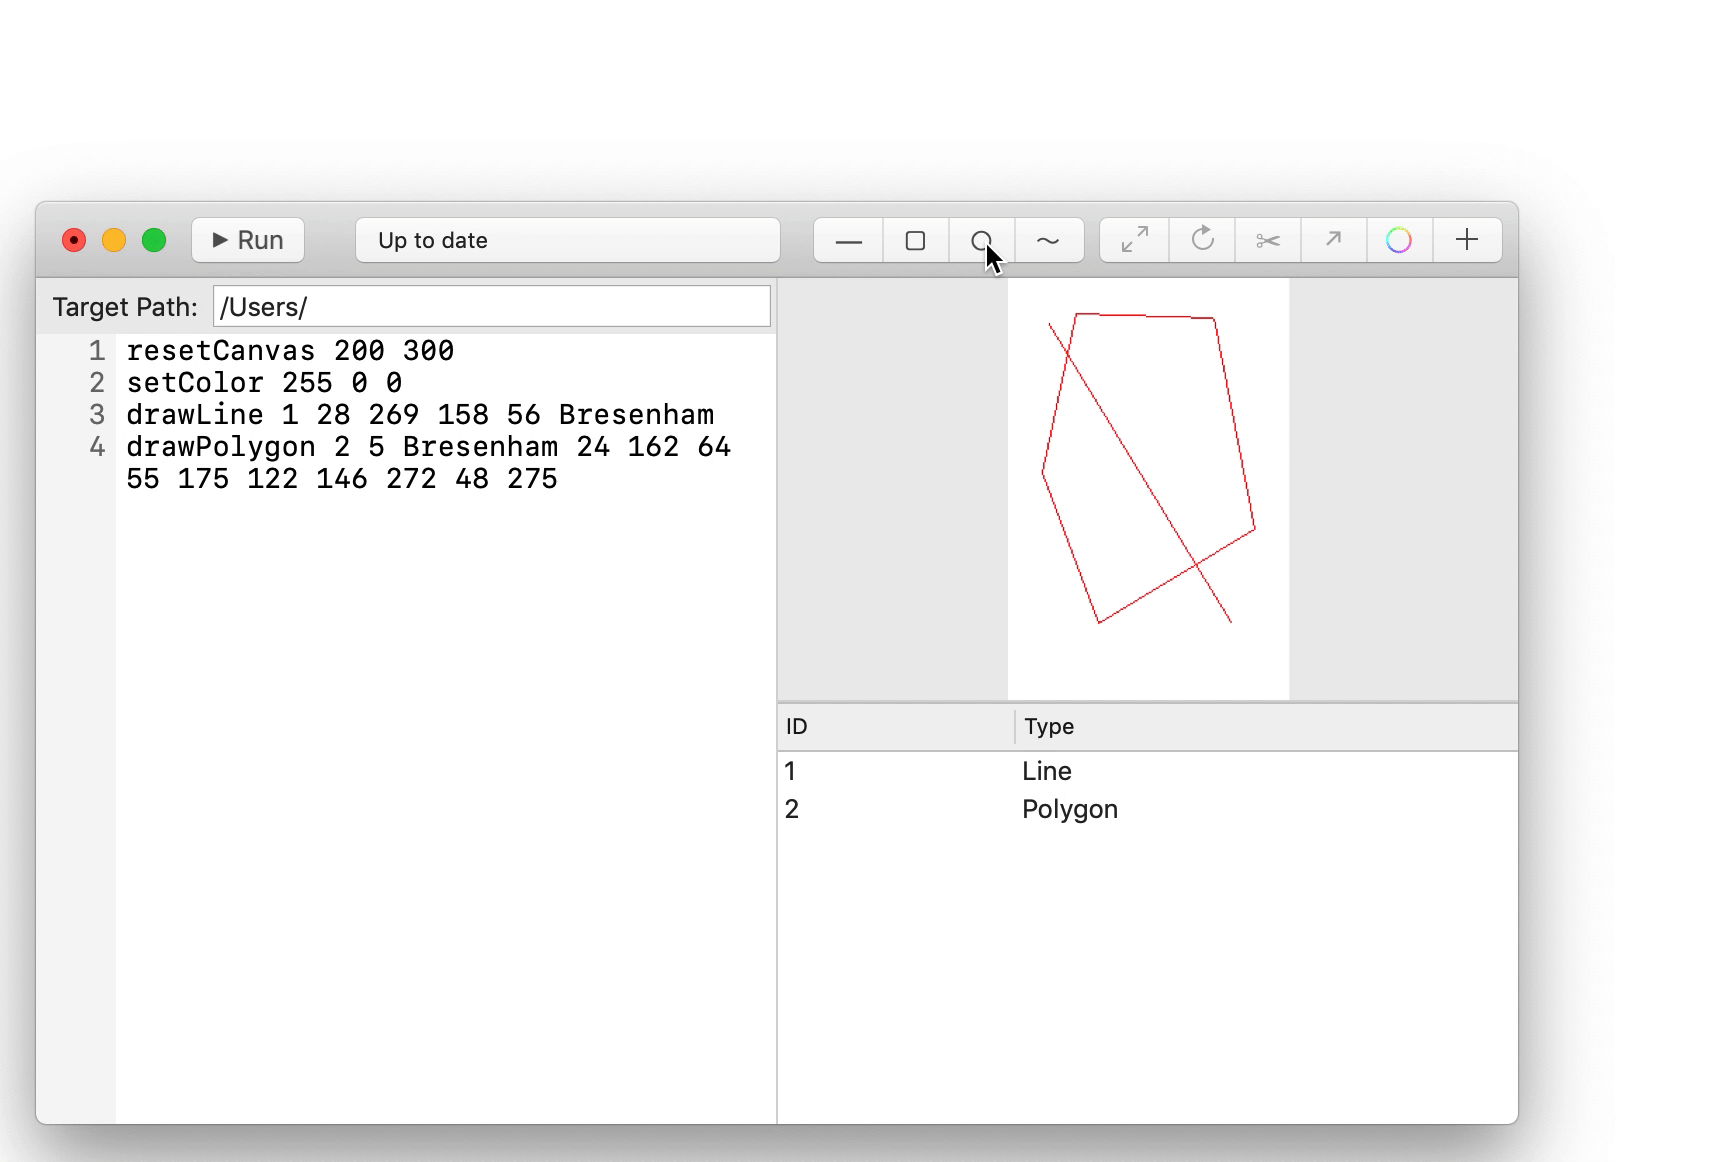 Run
Up to date
Target Path: /Users/
1 resetCanvas 200 300
2 setColor 255 0 0
3 drawLine 1 28 269 158 56 Bresenham
4 drawPolygon 2 5 Bresenham 24 162 64
55 175 122 146 272 48 275
ID Type
1 Line
2 Polygon